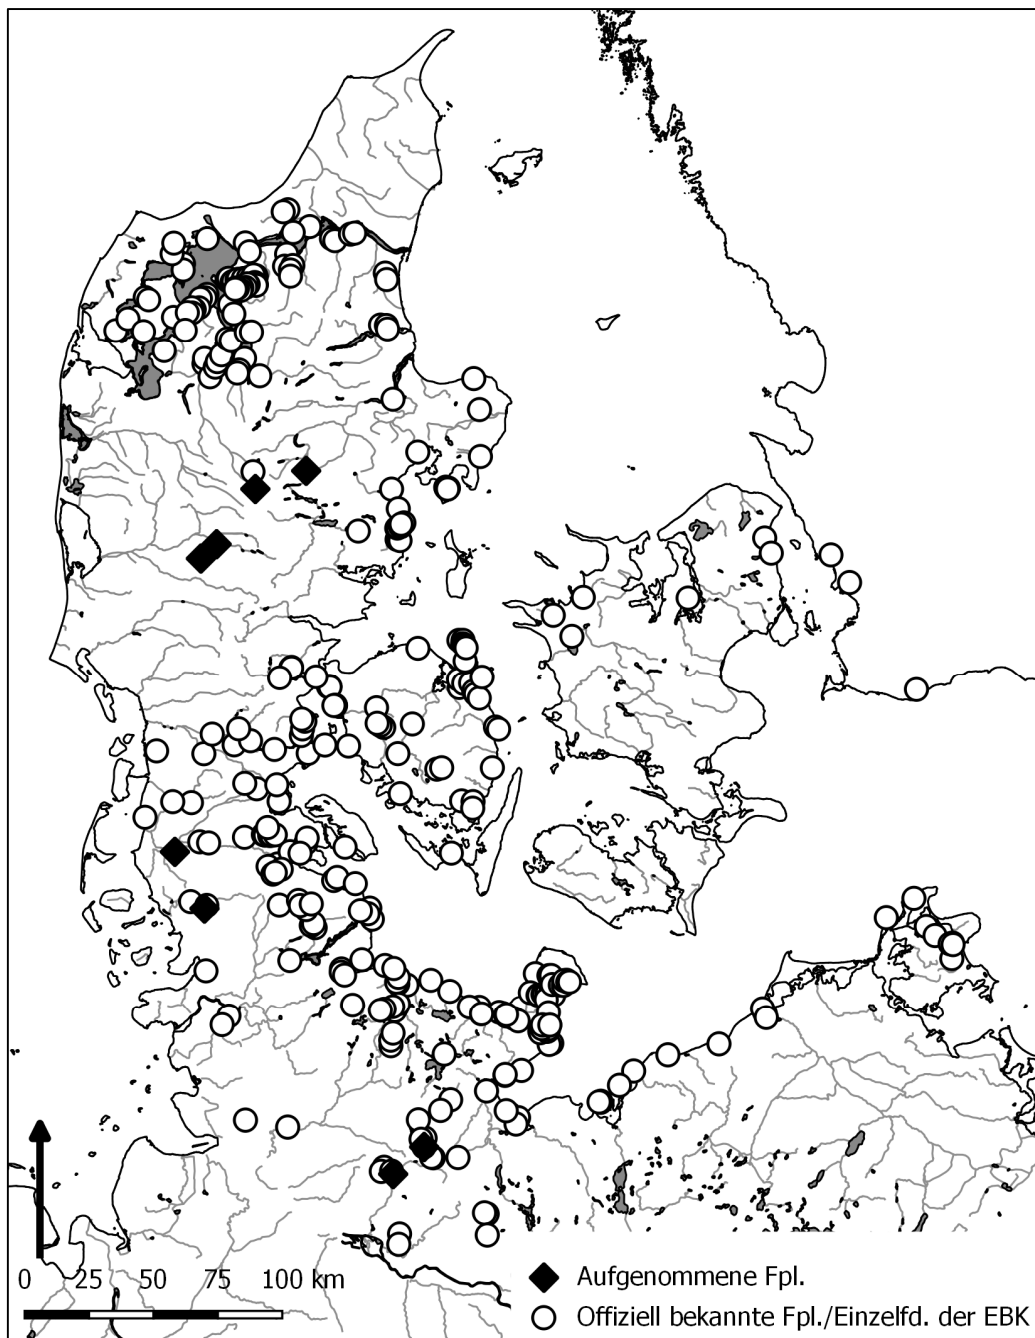 0 25 50 75 100 km
Aufgenommene Fpl.
Offiziell bekannte Fpl./Einzelfd. der EBK